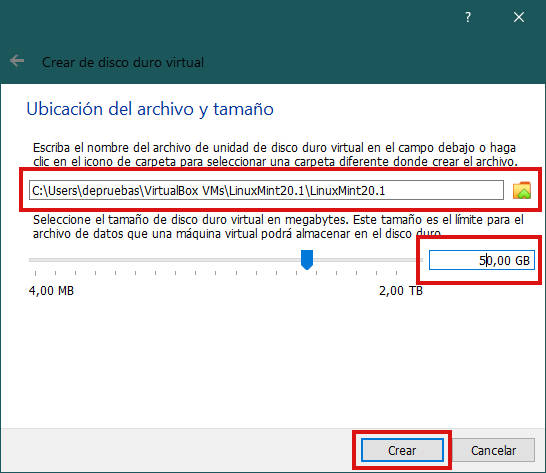 ?
Crear de disco duro virtual
Ubicación del archivo y tamaño
Escriba el nombre del archivo de unidad de disco duro virtual en el campo debajo o haga
clic en el icono de carpeta para seleccionar una carpeta diferente donde crear el archivo.
C:\Users\depruebas\VirtualBox VMs\LinuxMint20.1\LinuxMint20.1
Seleccione el tamaño de disco duro virtual en megabytes. Este tamaño es el límite para el
archivo de datos que una máquina virtual podrá almacenar en el disco duro.
50,00 GB
4,00 MB 2,00 TB
Crear Cancelar